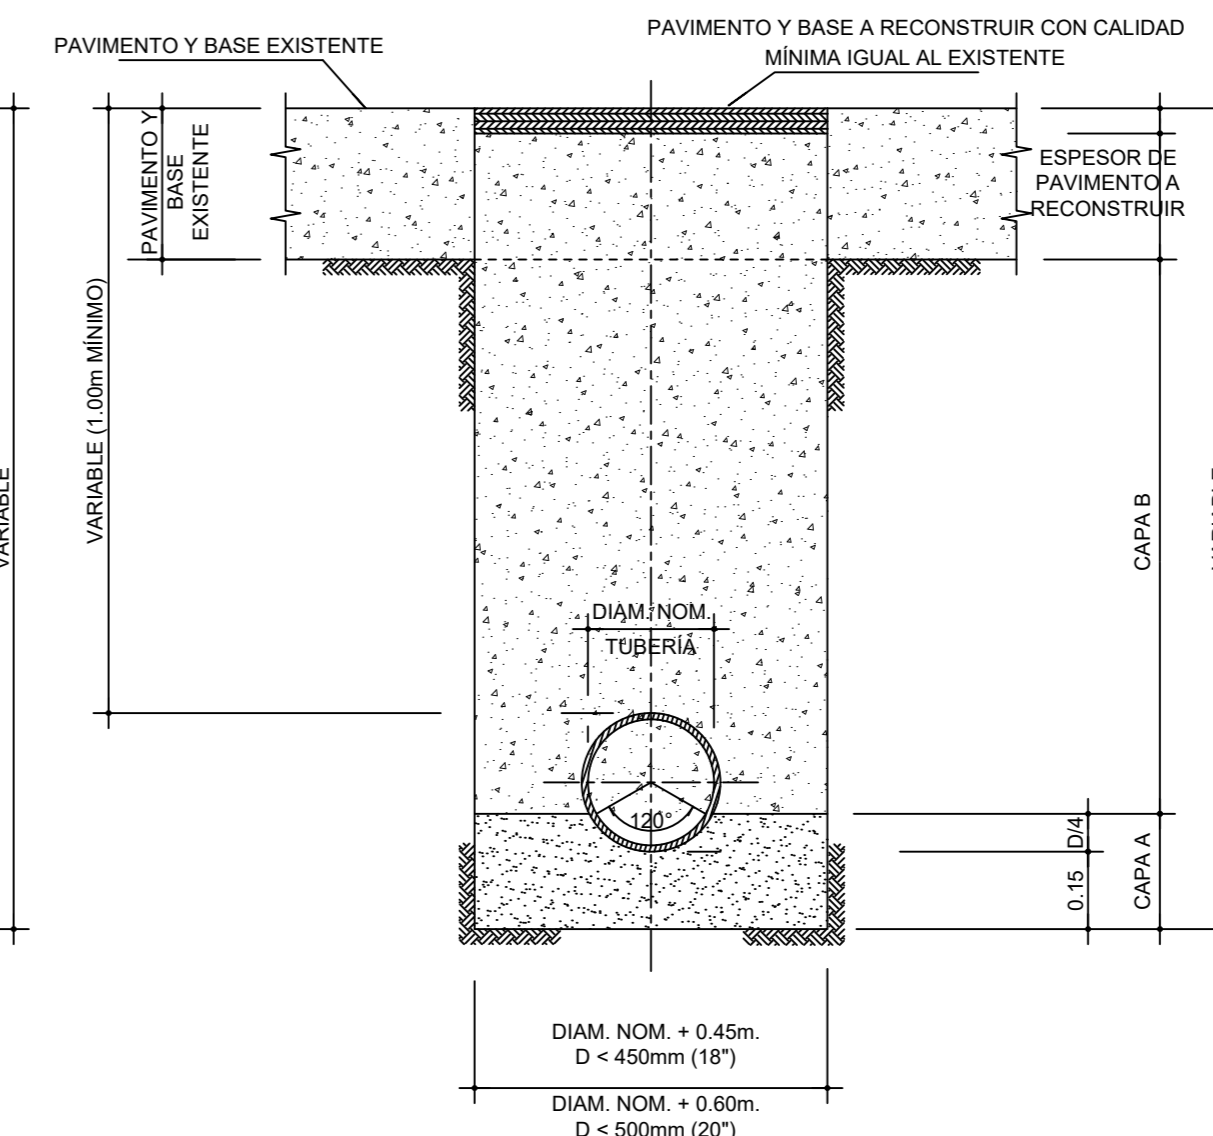 PAVIMENTO Y BASE EXISTENTE
PAVIMENTO Y BASE A RECONSTRUIR CON CALIDAD
MÍNIMA IGUAL AL EXISTENTE
PAVIMENTO Y
BASE
EXISTENTE
ESPESOR DE
PAVIMENTO A
RECONSTRUIR
VARIABLE (1.00m MÍNIMO)
VARIABLE
CAPA B
DIAM. NOM.
TUBERÍA
120°
D/4
0.15
CAPA A
DIAM. NOM. + 0.45m.
D < 450mm (18")
DIAM. NOM. + 0.60m.
D < 500mm (20")